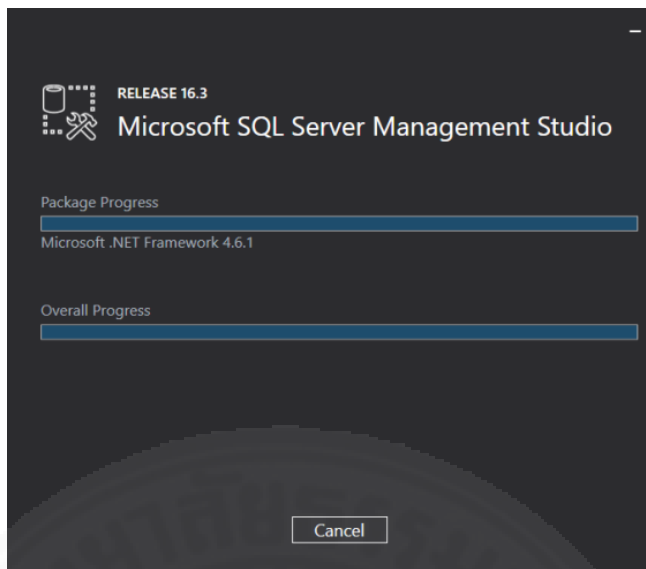 RELEASE 16.3
Microsoft SQL Server Management Studio
Package Progress
Microsoft .NET Framework 4.6.1
Overall Progress
Cancel